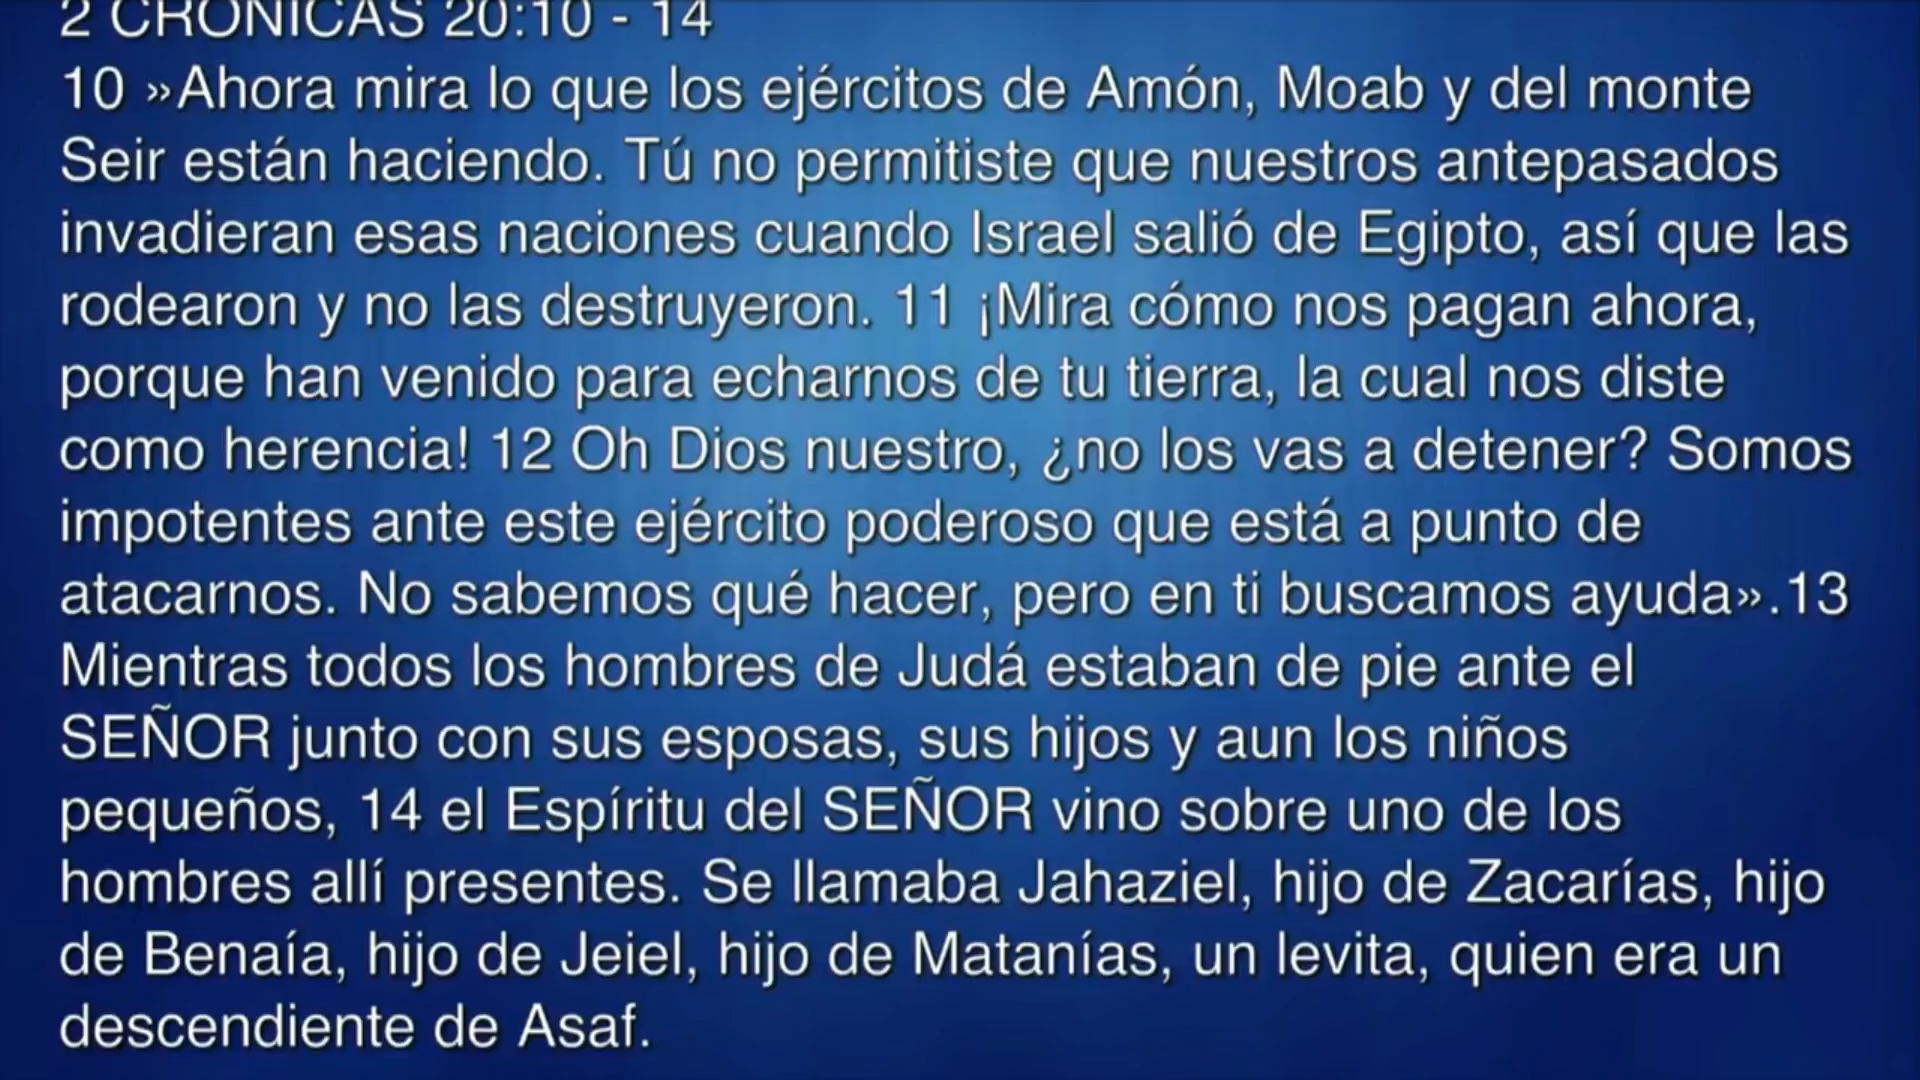 2 CRÓNICAS 20:10 - 14
10 »Ahora mira lo que los ejércitos de Amón, Moab y del monte
Seir están haciendo. Tú no permitiste que nuestros antepasados
invadieran esas naciones cuando Israel salió de Egipto, así que las
rodearon y no las destruyeron. 11 ¡Mira cómo nos pagan ahora,
porque han venido para echarnos de tu tierra, la cual nos diste
como herencia! 12 Oh Dios nuestro, ¿no los vas a detener? Somos
impotentes ante este ejército poderoso que está a punto de
atacarnos. No sabemos qué hacer, pero en ti buscamos ayuda».13
Mientras todos los hombres de Judá estaban de pie ante el
SEÑOR junto con sus esposas, sus hijos y aun los niños
pequeños, 14 el Espíritu del SEÑOR vino sobre uno de los
hombres allí presentes. Se llamaba Jahaziel, hijo de Zacarías, hijo
de Benaía, hijo de Jeiel, hijo de Matanías, un levita, quien era un
descendiente de Asaf.